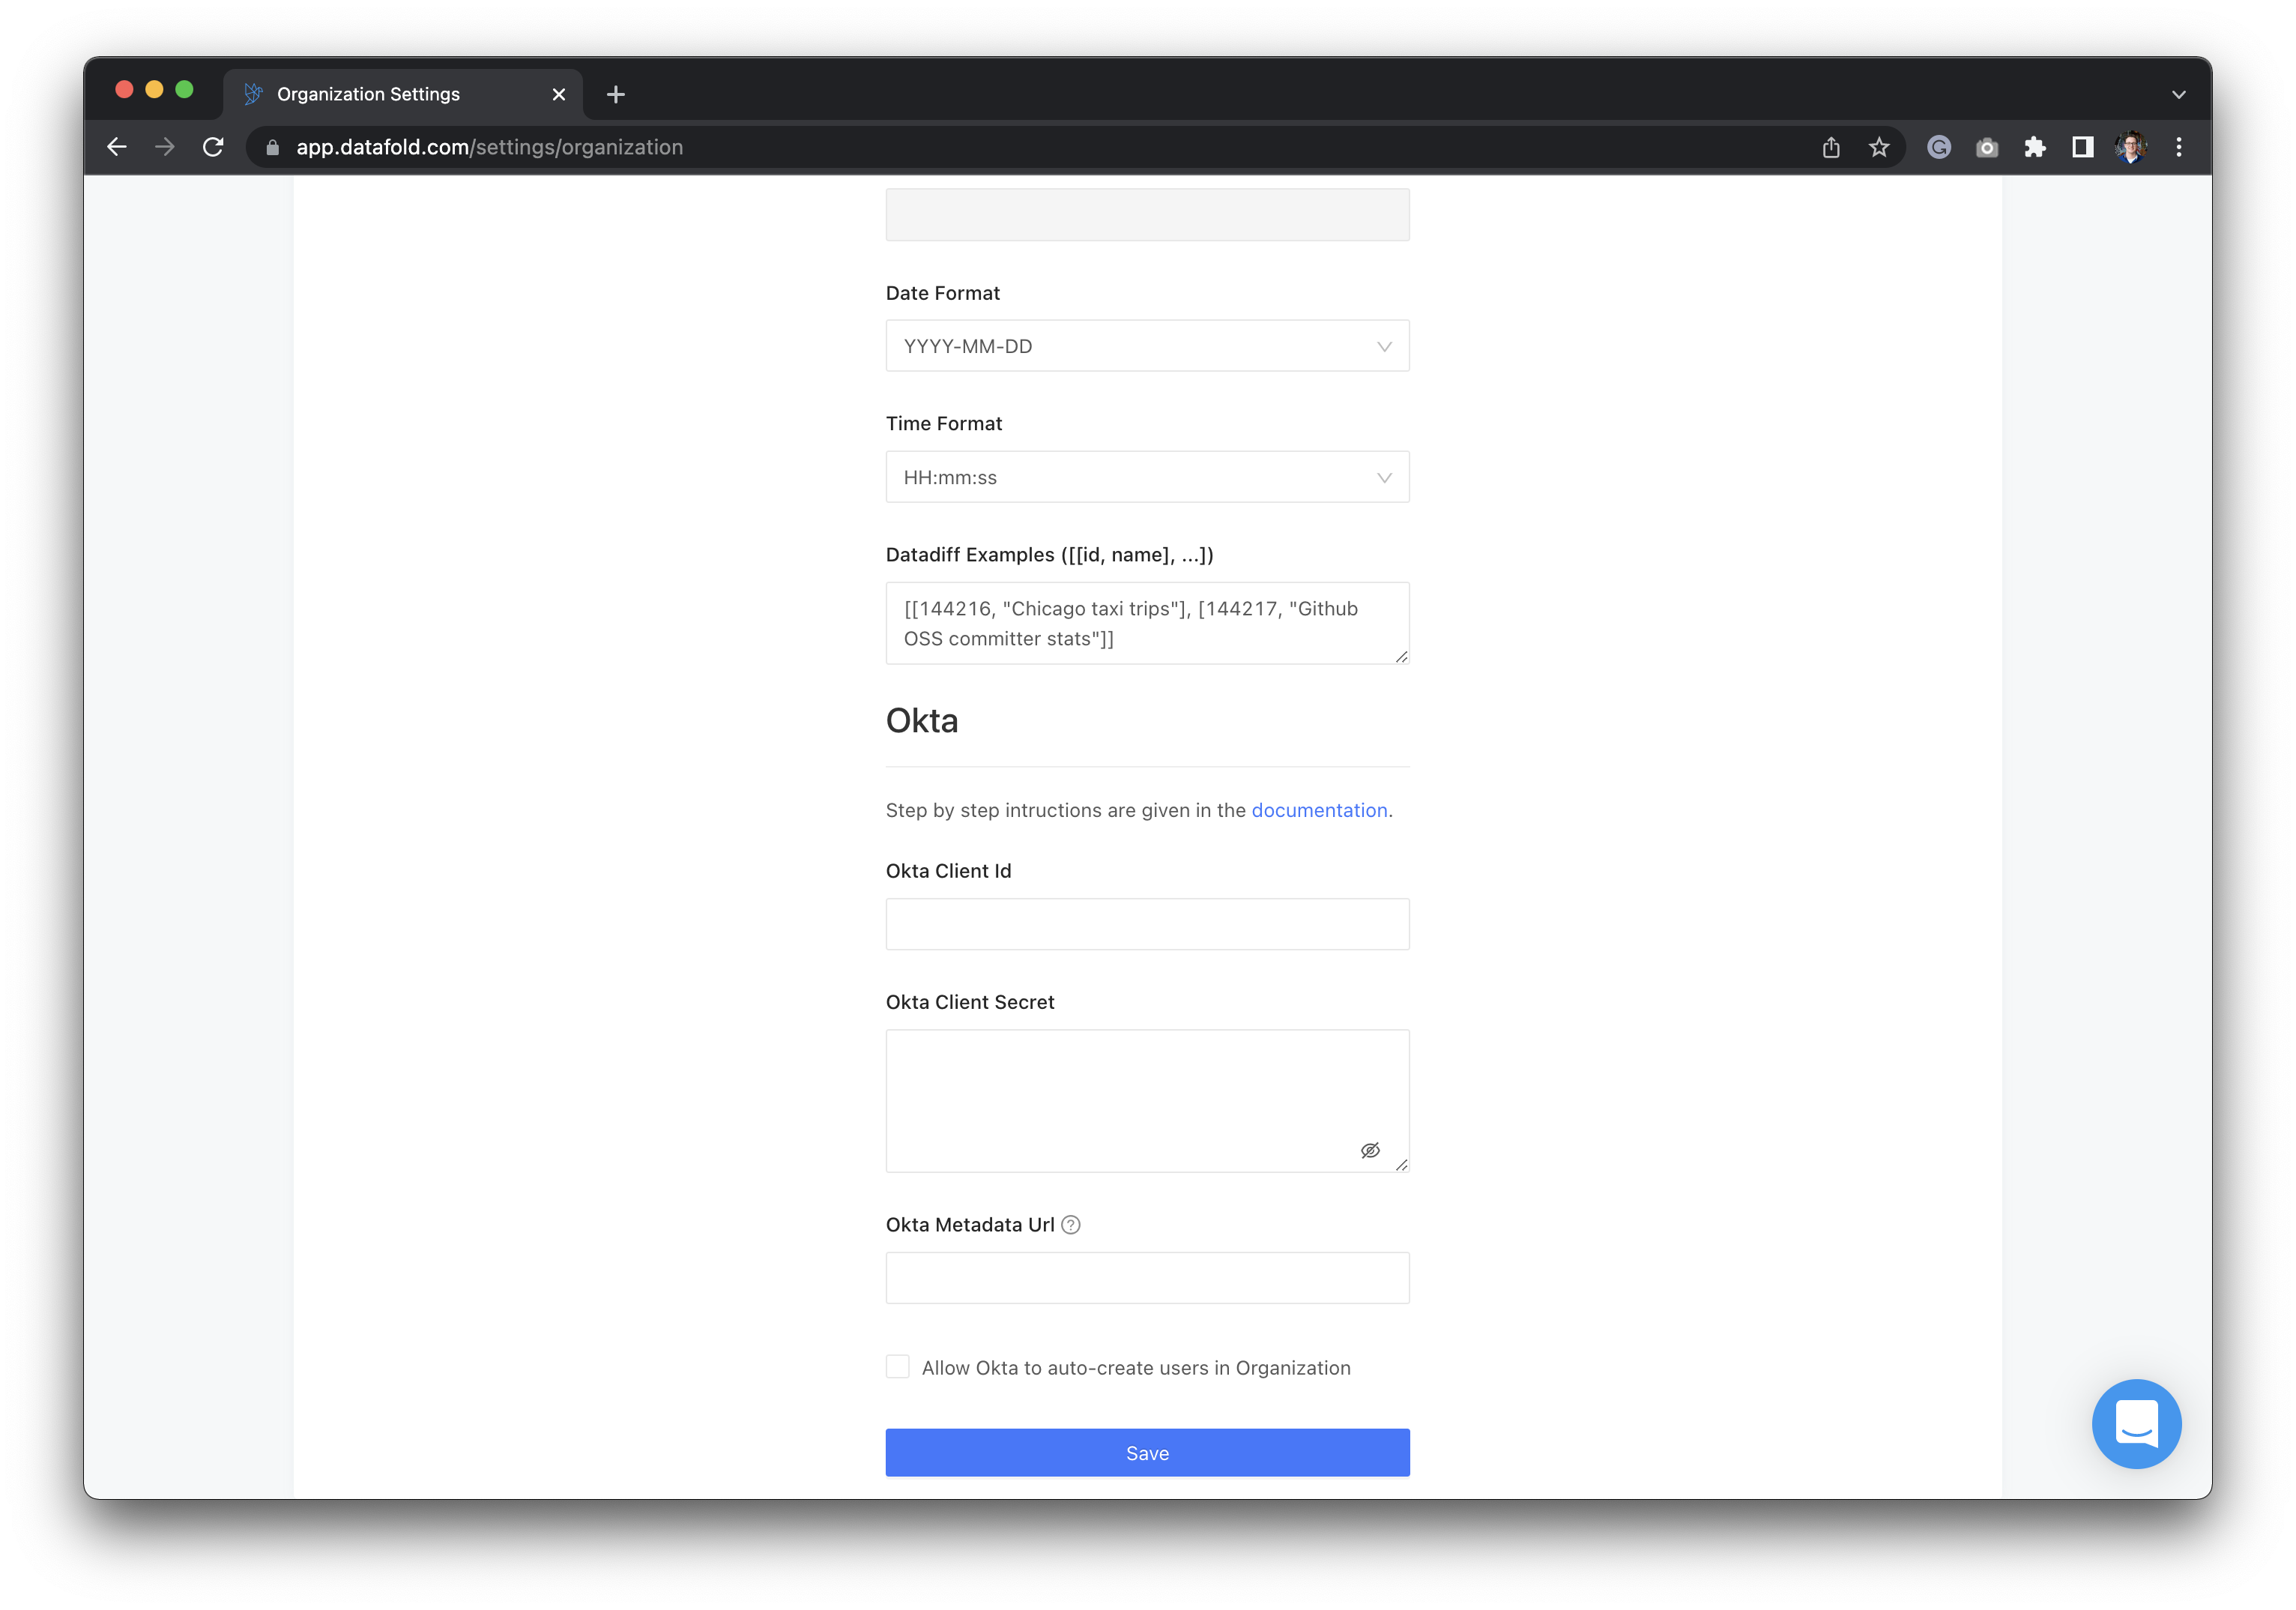 Organization Settings
app.datafold.com/settings/organization
Date Format
YYYY-MM-DD
Time Format
HH:mm:ss
Datadiff Examples ([[id, name], ...])
[[144216, "Chicago taxi trips"], [144217, "Github
OSS committer stats"]]
Okta
Step by step intructions are given in the documentation.
Okta Client Id
Okta Client Secret
Okta Metadata Url
Allow Okta to auto-create users in Organization
Save